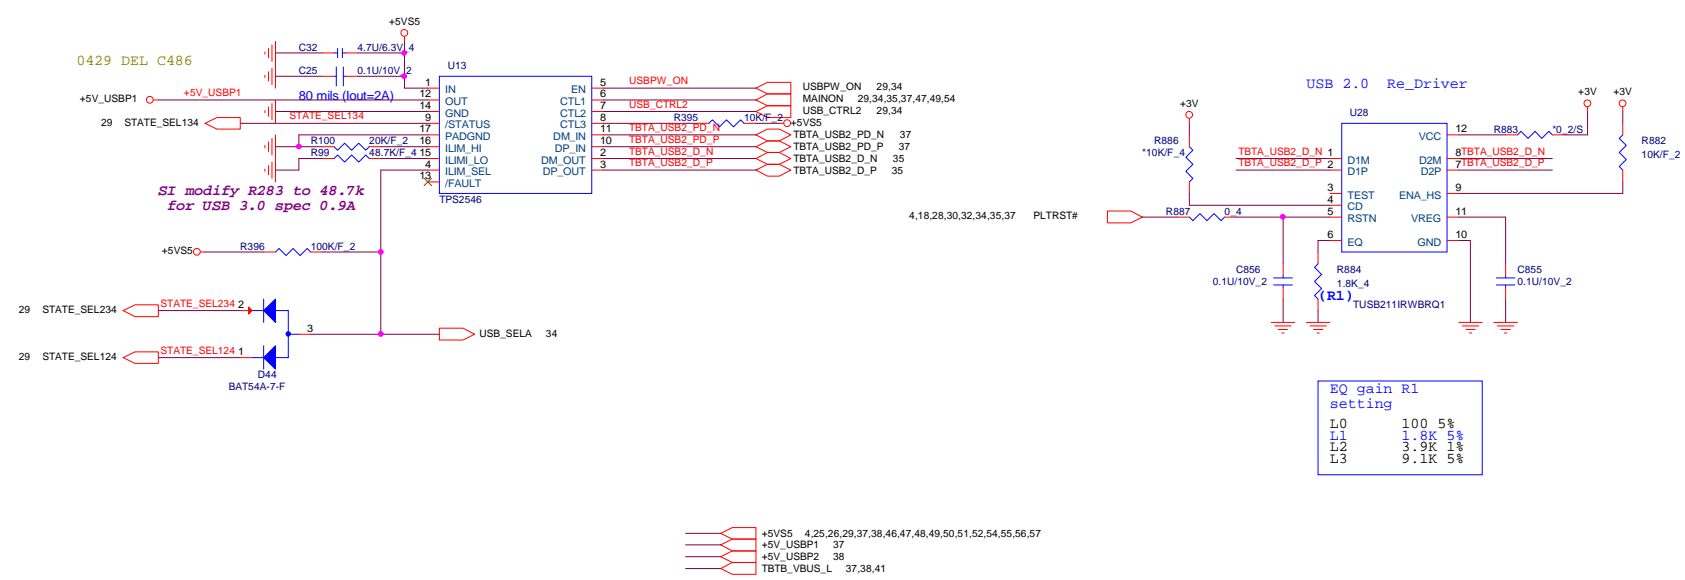 0429 DEL C486
+5VS5
C32 4.7U/6.3V_4
C25 0.1U/10V_2
80 mils (Iout=2A)
+5V_USBP1 +5V_USBP1
29 STATE_SEL134 STATE_SEL134
R100 20K/F_2
R99 48.7K/F_4
SI modify R283 to 48.7k
for USB 3.0 spec 0.9A
U13
1 IN
12 OUT
14 GND
9 /STATUS
17 PADGND
16 ILIM_HI
15 ILIMI_LO
4 ILIM_SEL
13 /FAULT
EN 5 USBPW_ON
CTL1 6
CTL2 7 USB_CTRL2
CTL3 8 R395 10K/F_2 +5VS5
DM_IN 11 TBTA_USB2_PD_N
DP_IN 10 TBTA_USB2_PD_P
DM_OUT 2 TBTA_USB2_D_N
DP_OUT 3 TBTA_USB2_D_P
TPS2546
USBPW_ON 29,34
MAINON 29,34,35,37,47,49,54
USB_CTRL2 29,34
TBTA_USB2_PD_N 37
TBTA_USB2_PD_P 37
TBTA_USB2_D_N 35
TBTA_USB2_D_P 35
+5VS5 R396 100K/F_2
29 STATE_SEL234 STATE_SEL234 2
3 USB_SELA 34
29 STATE_SEL124 STATE_SEL124 1
D44
BAT54A-7-F
USB 2.0 Re_Driver
+3V
R886
*10K/F_4
U28
+3V
+3V
R883 *0_2/S
R882
10K/F_2
TBTA_USB2_D_N 1 D1M
TBTA_USB2_D_P 2 D1P
3 TEST
4 CD
5 RSTN
6 EQ
VCC 12
D2M 8 TBTA_USB2_D_N
D2P 7 TBTA_USB2_D_P
ENA_HS 9
VREG 11
GND 10
4,18,28,30,32,34,35,37 PLTRST#
R887 0_4
C856
0.1U/10V_2
R884
1.8K_4
(R1)
TUSB211IRWBRQ1
C855
0.1U/10V_2
EQ gain R1
setting
L0 100 5%
L1 1.8K 5%
L2 3.9K 1%
L3 9.1K 5%
+5VS5 4,25,26,29,37,38,46,47,48,49,50,51,52,54,55,56,57
+5V_USBP1 37
+5V_USBP2 38
TBTB_VBUS_L 37,38,41